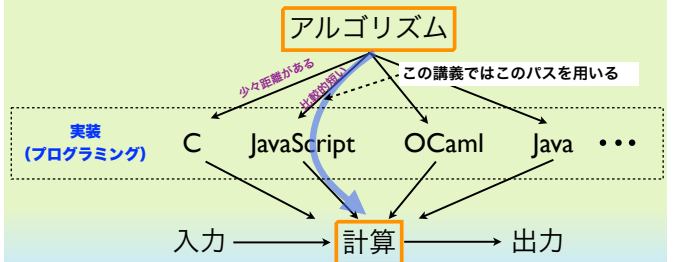 アルゴリズム
少々距離がある
比較的短い
この講義ではこのパスを用いる
実装
(プログラミング)
C JavaScript OCaml Java ・・・
入力 計算 出力